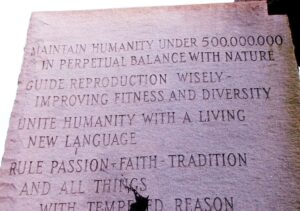 MAINTAIN HUMANITY UNDER 500.000.000
IN PERPETUAL BALANCE WITH NATURE
GUIDE REPRODUCTION WISELY-
IMPROVING FITNESS AND DIVERSITY
UNITE HUMANITY WITH A LIVING
NEW LANGUAGE
RULE PASSION-FAITH-TRADITION
AND ALL THINGS
WITH TEMPERED REASON